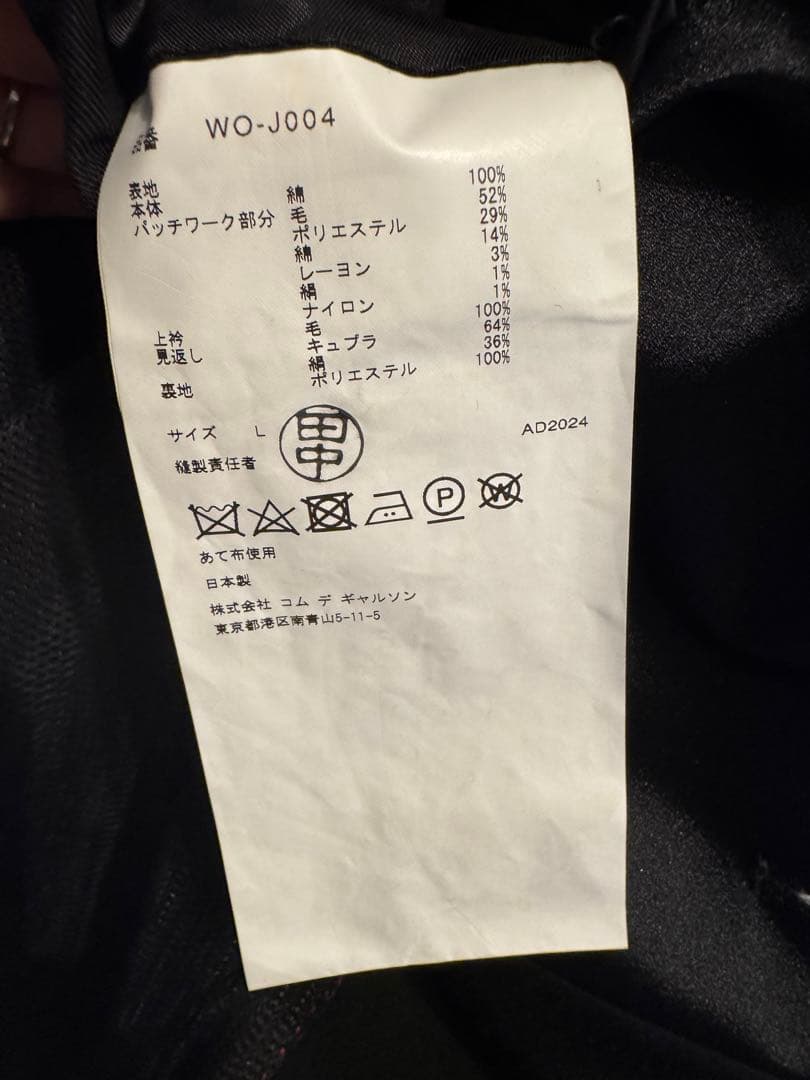 WO-J004
表地
本体 綿 100%
パッチワーク部分 毛 52%
ポリエステル 29%
綿 14%
レーヨン 3%
絹 1%
ナイロン 1%
上衿 毛 100%
見返し キュプラ 64%
絹 36%
裏地 ポリエステル 100%
サイズ L
AD2024
縫製責任者 田中
P W
あて布使用
日本製
株式会社 コム デ ギャルソン
東京都港区南青山5-11-5